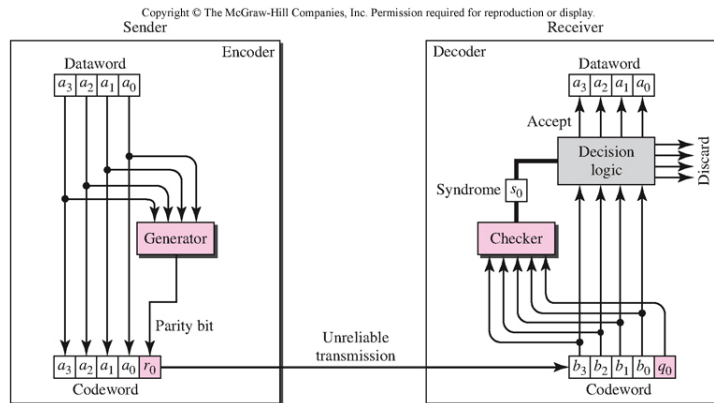 Copyright © The McGraw-Hill Companies, Inc. Permission required for reproduction or display.
Sender
Encoder
Dataword
a3 a2 a1 a0
Generator
Parity bit
a3 a2 a1 a0 r0
Codeword
Unreliable
transmission
Receiver
Decoder
Dataword
a3 a2 a1 a0
Accept
Decision
logic
Discard
Syndrome
s0
Checker
b3 b2 b1 b0 q0
Codeword